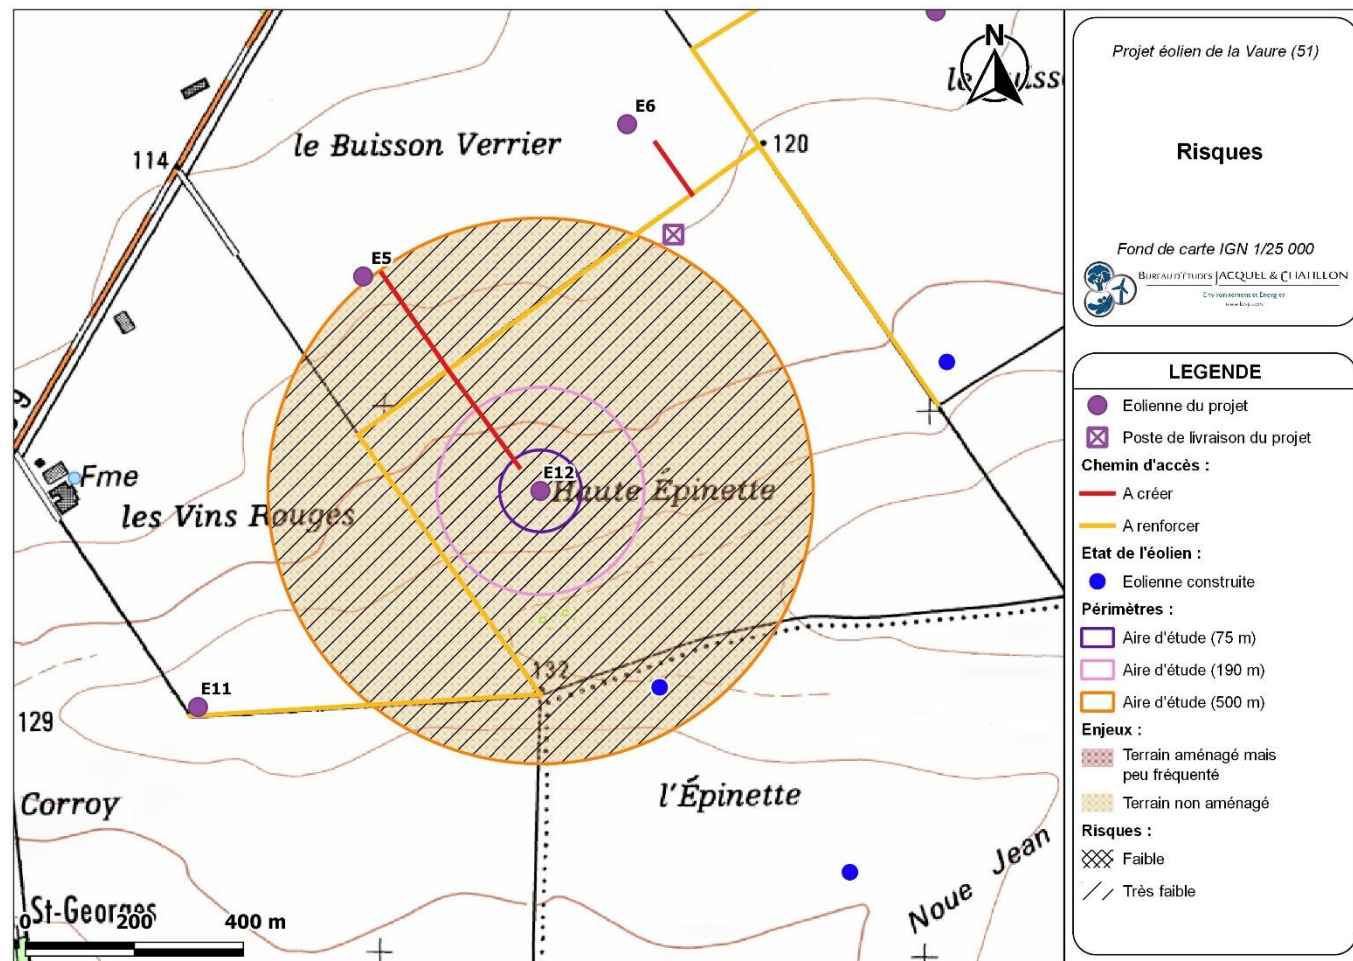 N
le Buisson Verrier
E6
120
114
E5
E12
Haute Épinette
Fme
les Vins Rouges
132
E11
129
l'Épinette
Corroy
Noue Jean
St-Georges
0 200 400 m
Projet éolien de la Vaure (51)
Risques
Fond de carte IGN 1/25 000
BUREAU D'ÉTUDES JACQUEL & CHATILLON
Environnement et Energies
LEGENDE
Eolienne du projet
Poste de livraison du projet
Chemin d'accès :
A créer
A renforcer
Etat de l'éolien :
Eolienne construite
Périmètres :
Aire d'étude (75 m)
Aire d'étude (190 m)
Aire d'étude (500 m)
Enjeux :
Terrain aménagé mais
peu fréquenté
Terrain non aménagé
Risques :
Faible
Très faible